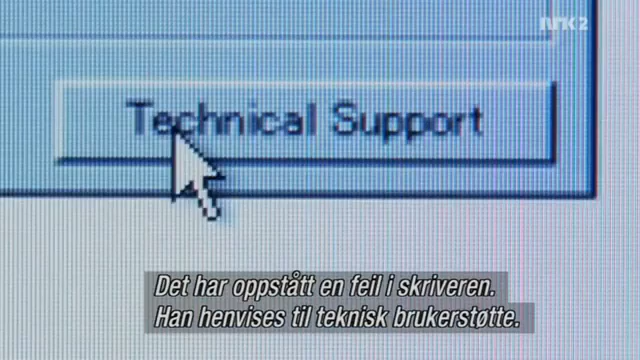 NRK2
Technical Support
Det har oppstått en feil i skriveren.
Han henvises til teknisk brukerstøtte.